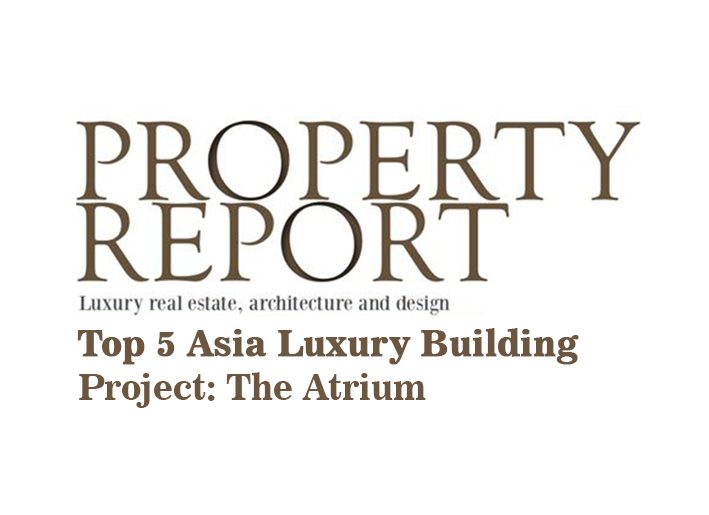 PROPERTY
REPORT
Luxury real estate, architecture and design
Top 5 Asia Luxury Building
Project: The Atrium